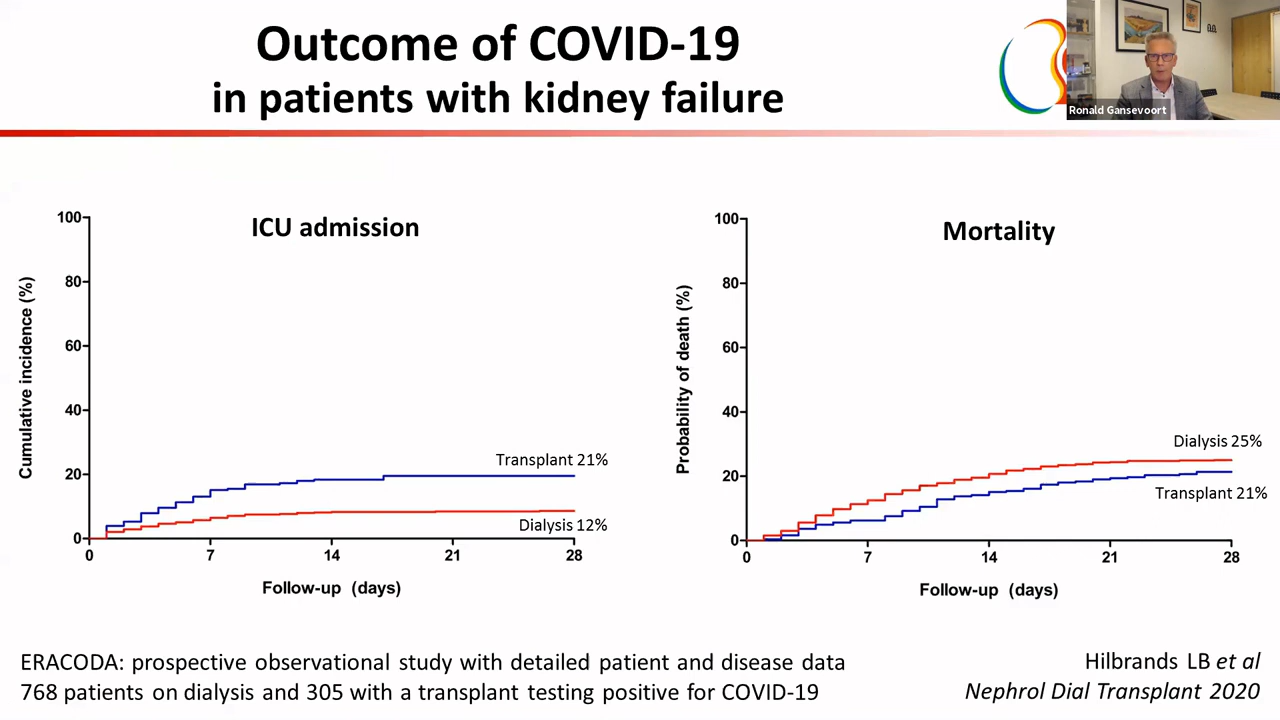 Outcome of COVID-19
in patients with kidney failure
Ronald Gansevoort
ICU admission
Cumulative incidence (%)
100
80
60
40
20
0
Transplant 21%
Dialysis 12%
0 7 14 21 28
Follow-up (days)
Mortality
Probability of death (%)
100
80
60
40
20
0
Dialysis 25%
Transplant 21%
0 7 14 21 28
Follow-up (days)
ERACODA: prospective observational study with detailed patient and disease data
768 patients on dialysis and 305 with a transplant testing positive for COVID-19
Hilbrands LB et al
Nephrol Dial Transplant 2020